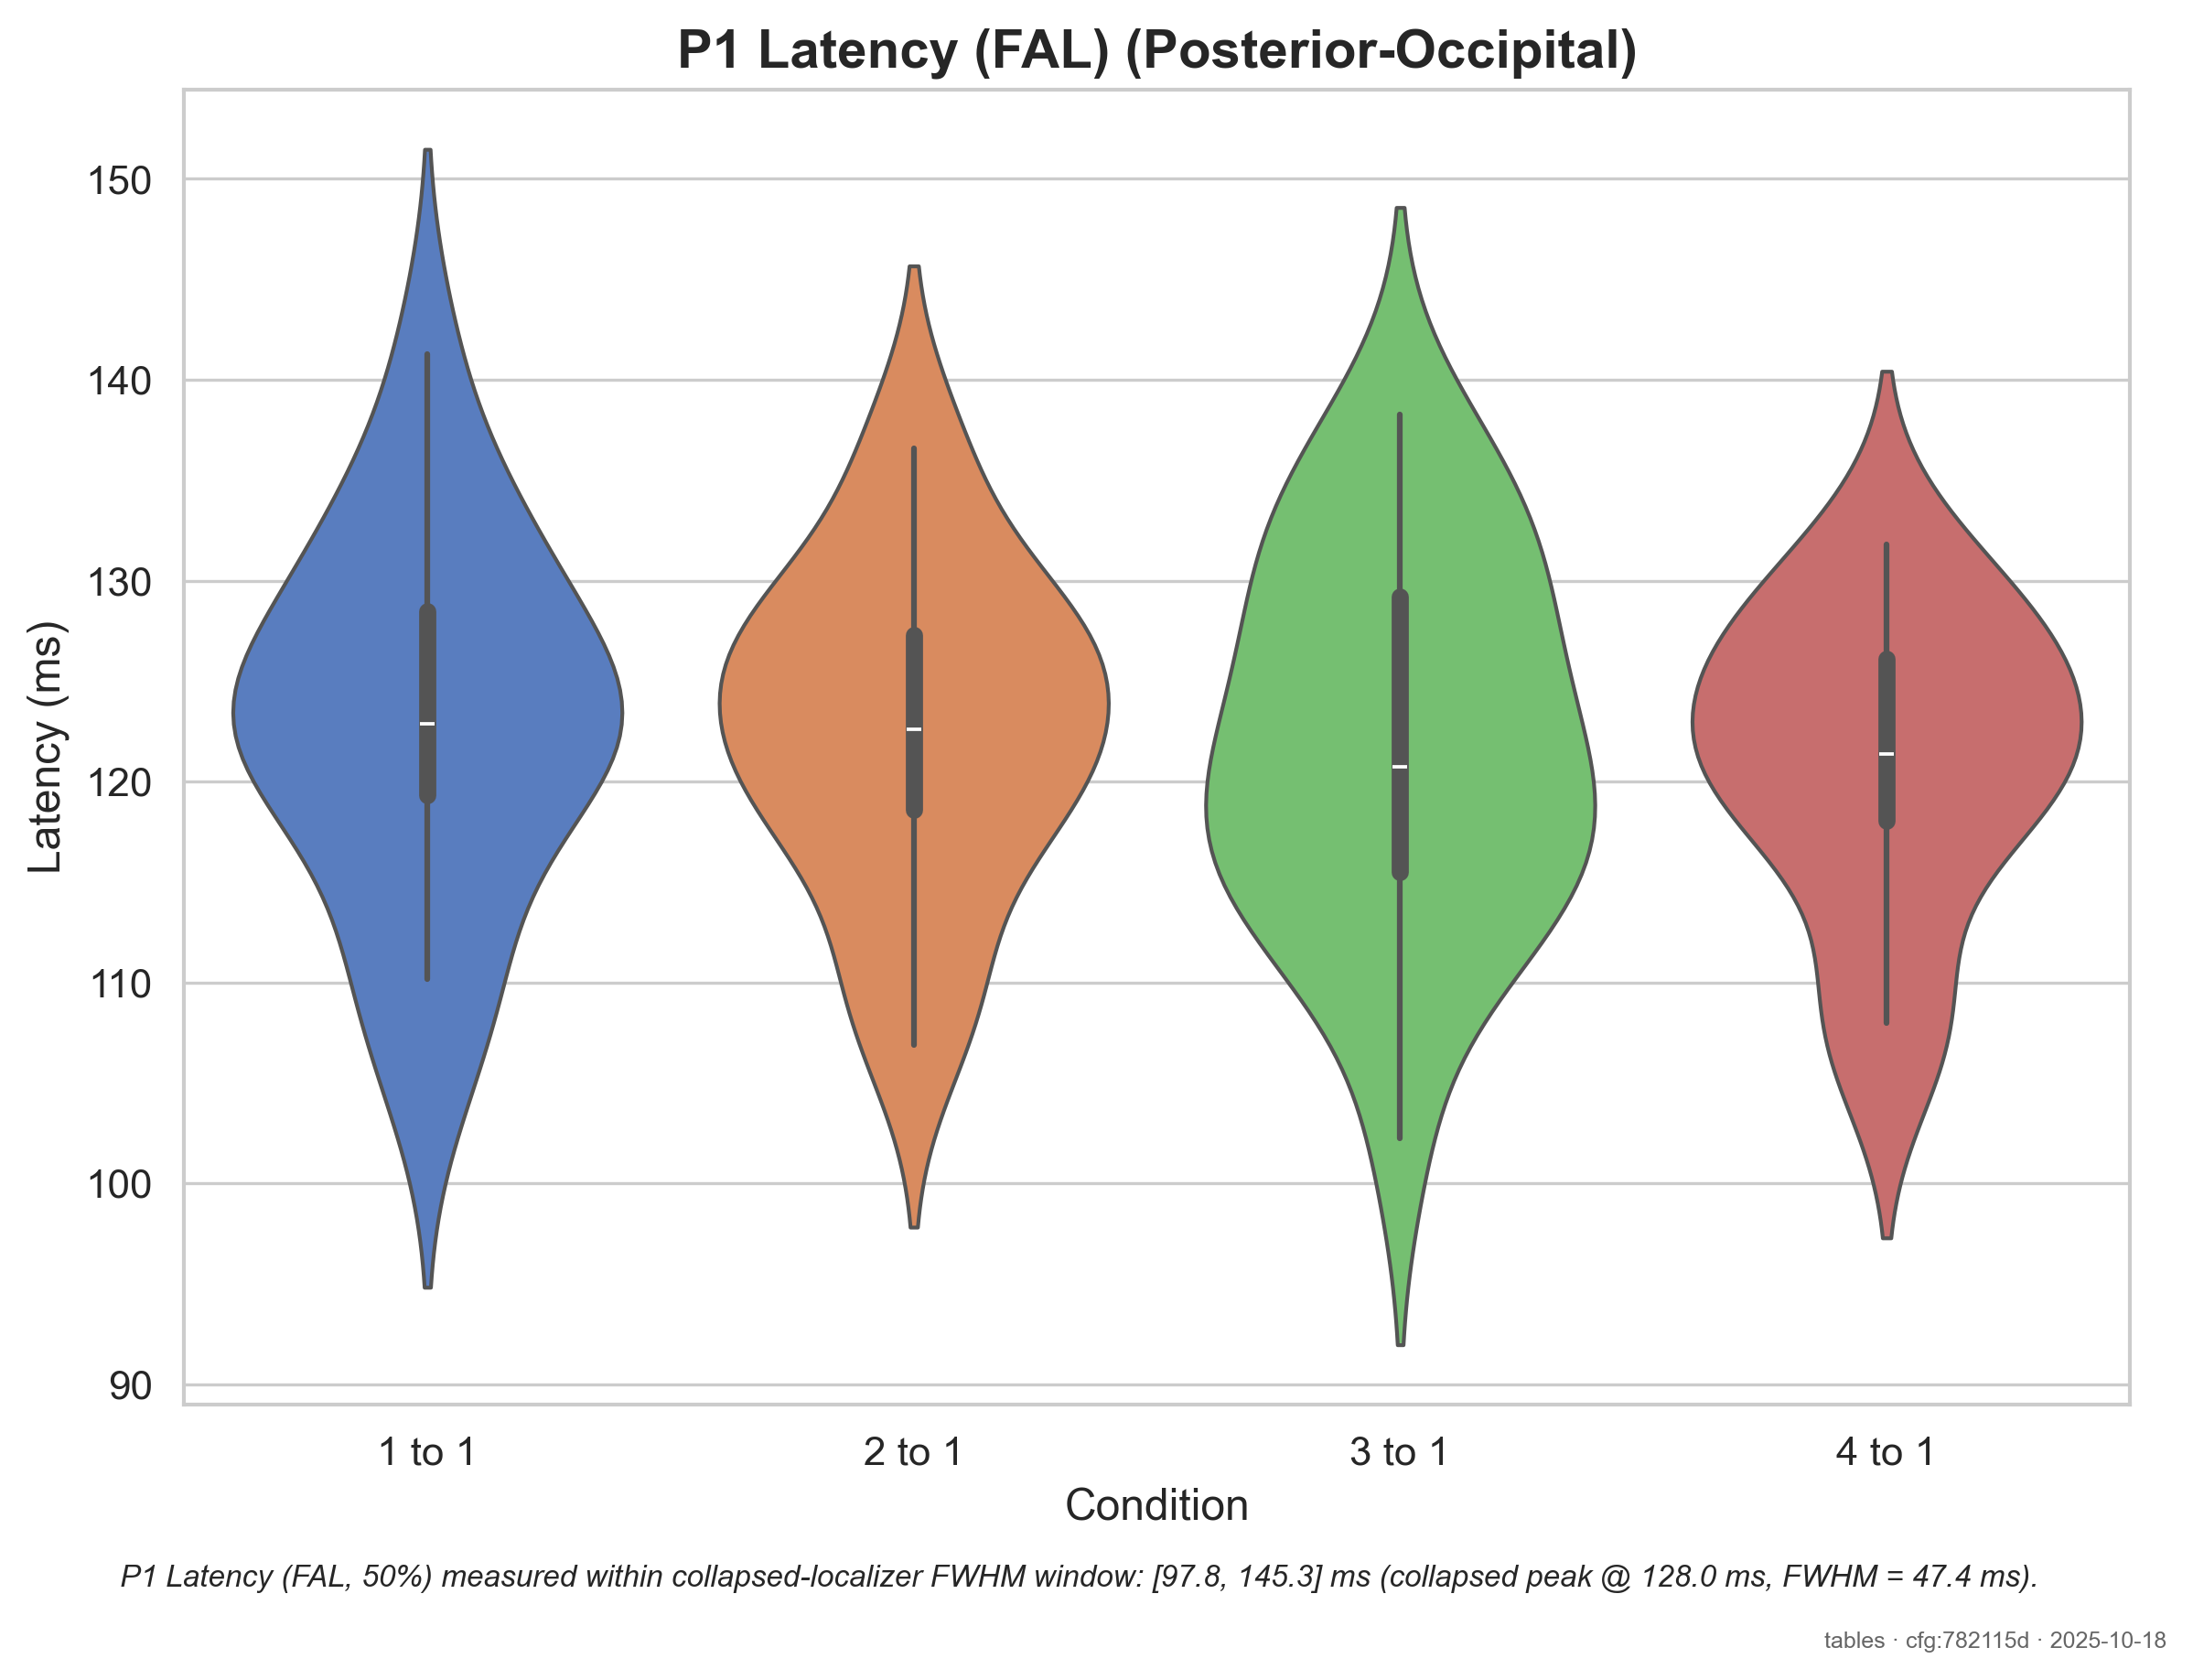 P1 Latency (FAL) (Posterior-Occipital)
Latency (ms)
150
140
130
120
110
100
90
1 to 1
2 to 1
3 to 1
4 to 1
Condition
P1 Latency (FAL, 50%) measured within collapsed-localizer FWHM window: [97.8, 145.3] ms (collapsed peak @ 128.0 ms, FWHM = 47.4 ms).
tables · cfg:782115d · 2025-10-18